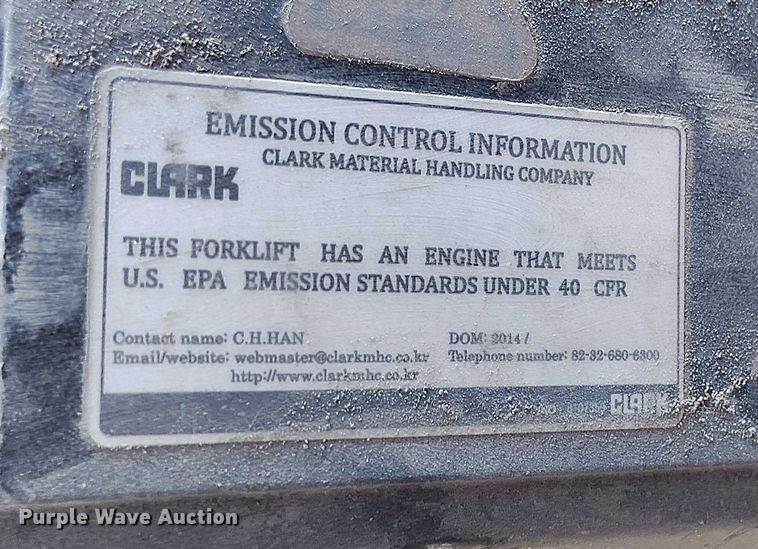 EMISSION CONTROL INFORMATION
CLARK MATERIAL HANDLING COMPANY
CLARK
THIS FORKLIFT HAS AN ENGINE THAT MEETS
U.S. EPA EMISSION STANDARDS UNDER 40 CFR
Contact name: C.H.HAN
DOM: 2014 /
Email/website: webmaster@clarkmhc.co.kr
Telephone number: 82-32-680-6300
http://www.clarkmhc.co.kr
CLARK
Purple Wave Auction